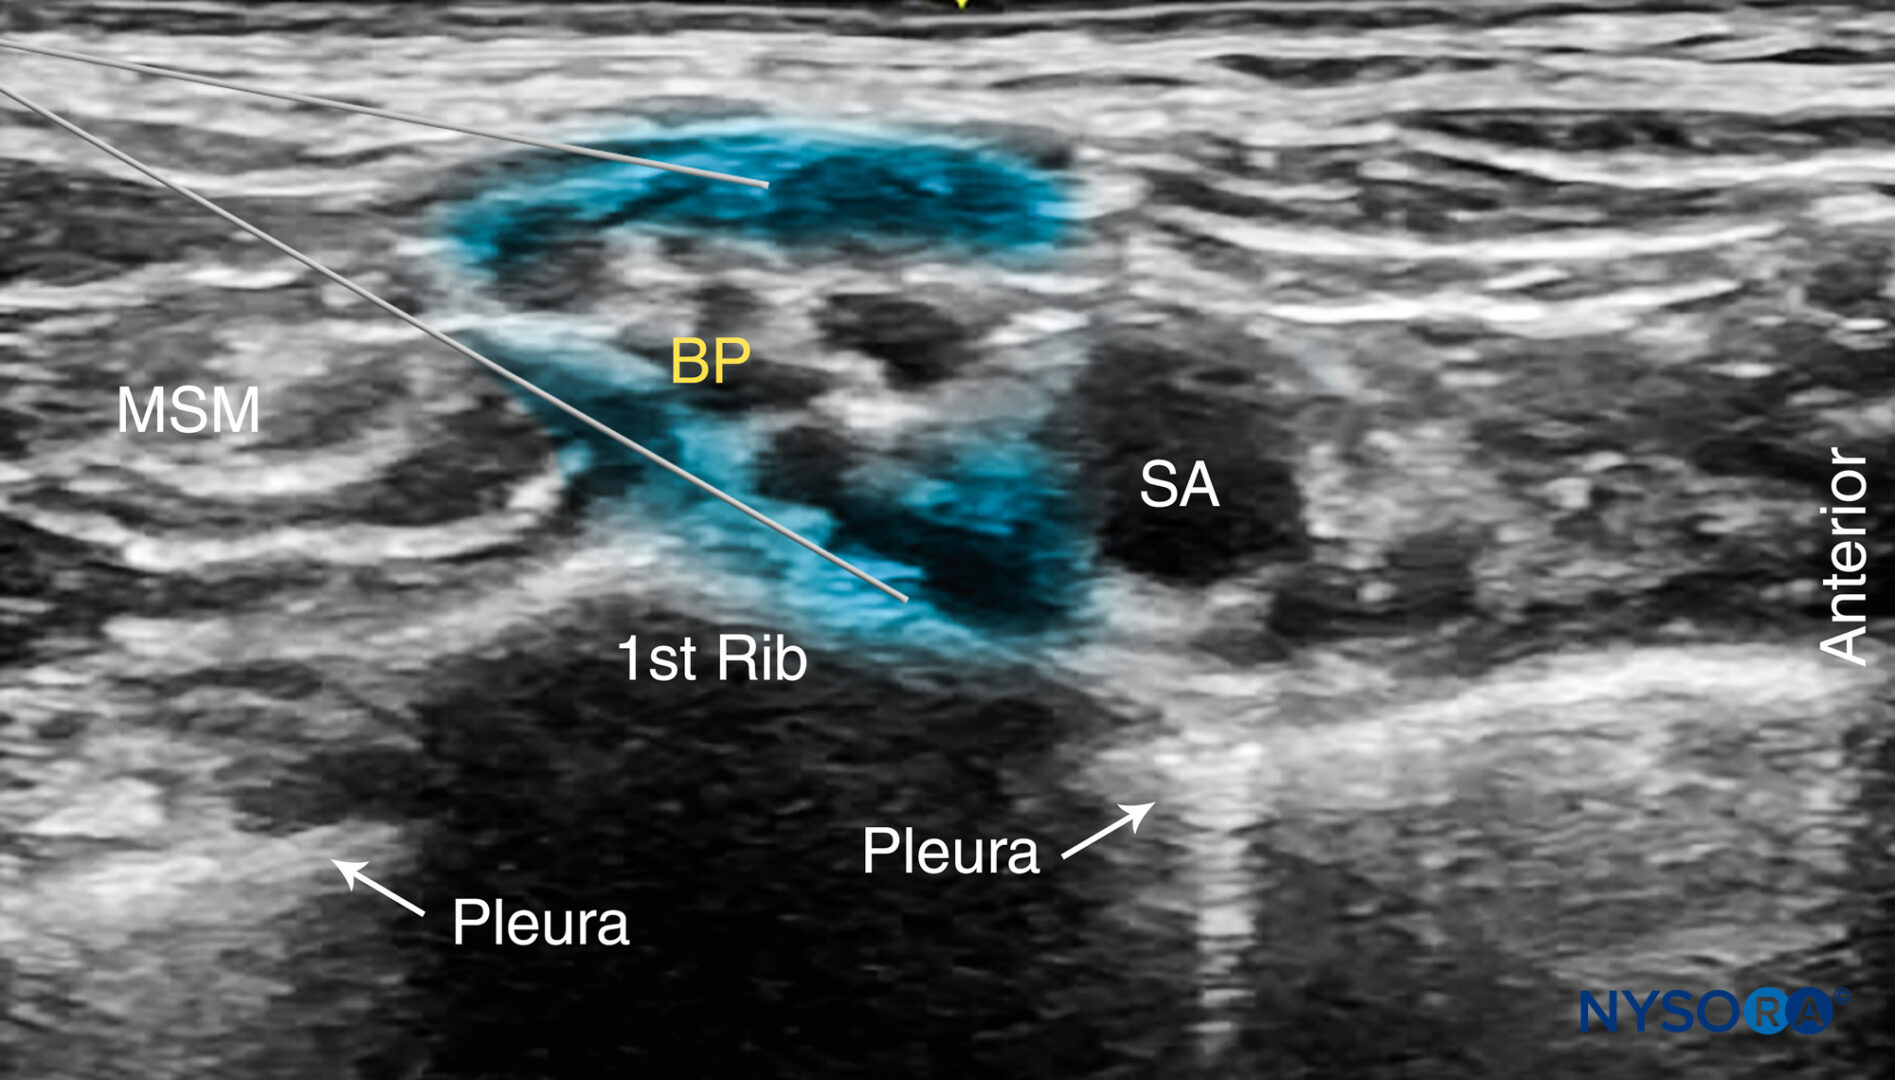 BP
MSM
SA
Anterior
1st Rib
Pleura
Pleura
NYSORA©